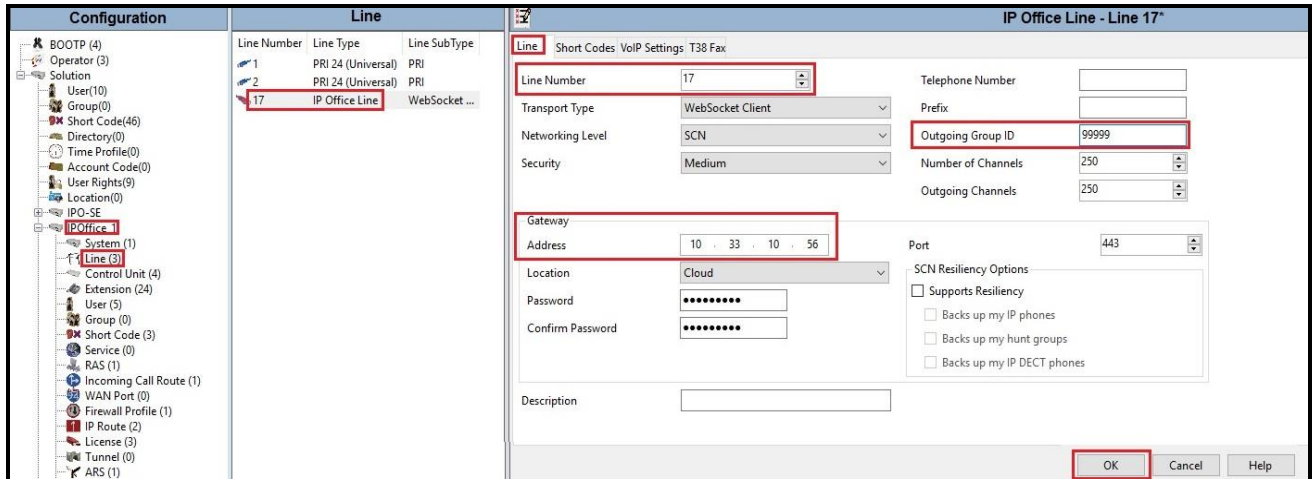 Configuration
BOOTP (4)
Operator (3)
Solution
User(10)
Group(0)
Short Code(46)
Directory(0)
Time Profile(0)
Account Code(0)
User Rights(9)
Location(0)
IPO-SE
IPOffice_1
System (1)
Line (3)
Control Unit (4)
Extension (24)
User (5)
Group (0)
Short Code (3)
Service (0)
RAS (1)
Incoming Call Route (1)
WAN Port (0)
Firewall Profile (1)
IP Route (2)
License (3)
Tunnel (0)
ARS (1)
Line
Line Number Line Type Line SubType
1 PRI 24 (Universal) PRI
2 PRI 24 (Universal) PRI
17 IP Office Line WebSocket ...
IP Office Line - Line 17*
Line Short Codes VoIP Settings T38 Fax
Line Number 17
Transport Type WebSocket Client
Networking Level SCN
Security Medium
Telephone Number
Prefix
Outgoing Group ID 99999
Number of Channels 250
Outgoing Channels 250
Gateway
Address 10 . 33 . 10 . 56
Location Cloud
Password •••••••••
Confirm Password •••••••••
Port 443
SCN Resiliency Options
Supports Resiliency
Backs up my IP phones
Backs up my hunt groups
Backs up my IP DECT phones
Description
OK Cancel Help